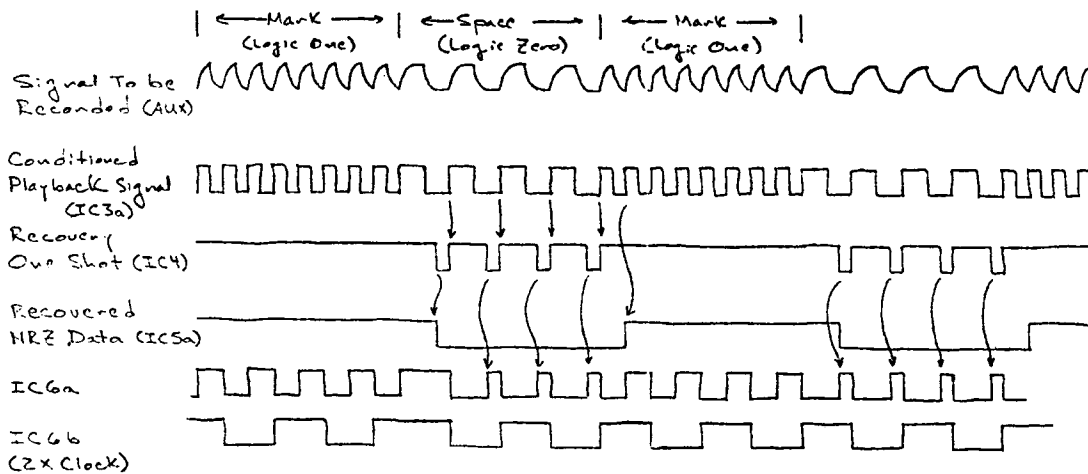 Mark
(Logic One)
Space
(Logic Zero)
Mark
(Logic One)
Signal To be
Recorded (AUX)
Conditioned
Playback Signal
(IC3a)
Recovery
One Shot (IC4)
Recovered
NRZ Data (IC5a)
IC6a
IC6b
(2x Clock)